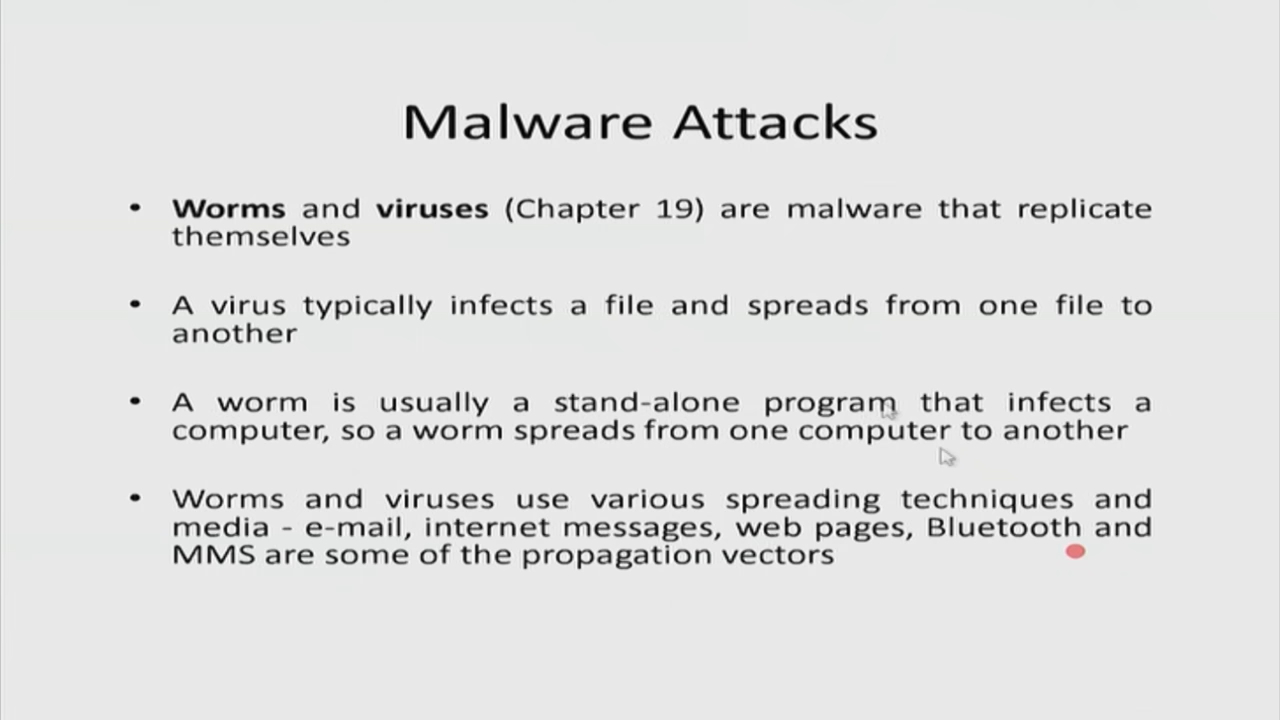 Malware Attacks
• Worms and viruses (Chapter 19) are malware that replicate
themselves
• A virus typically infects a file and spreads from one file to
another
• A worm is usually a stand-alone program that infects a
computer, so a worm spreads from one computer to another
• Worms and viruses use various spreading techniques and
media - e-mail, internet messages, web pages, Bluetooth and
MMS are some of the propagation vectors